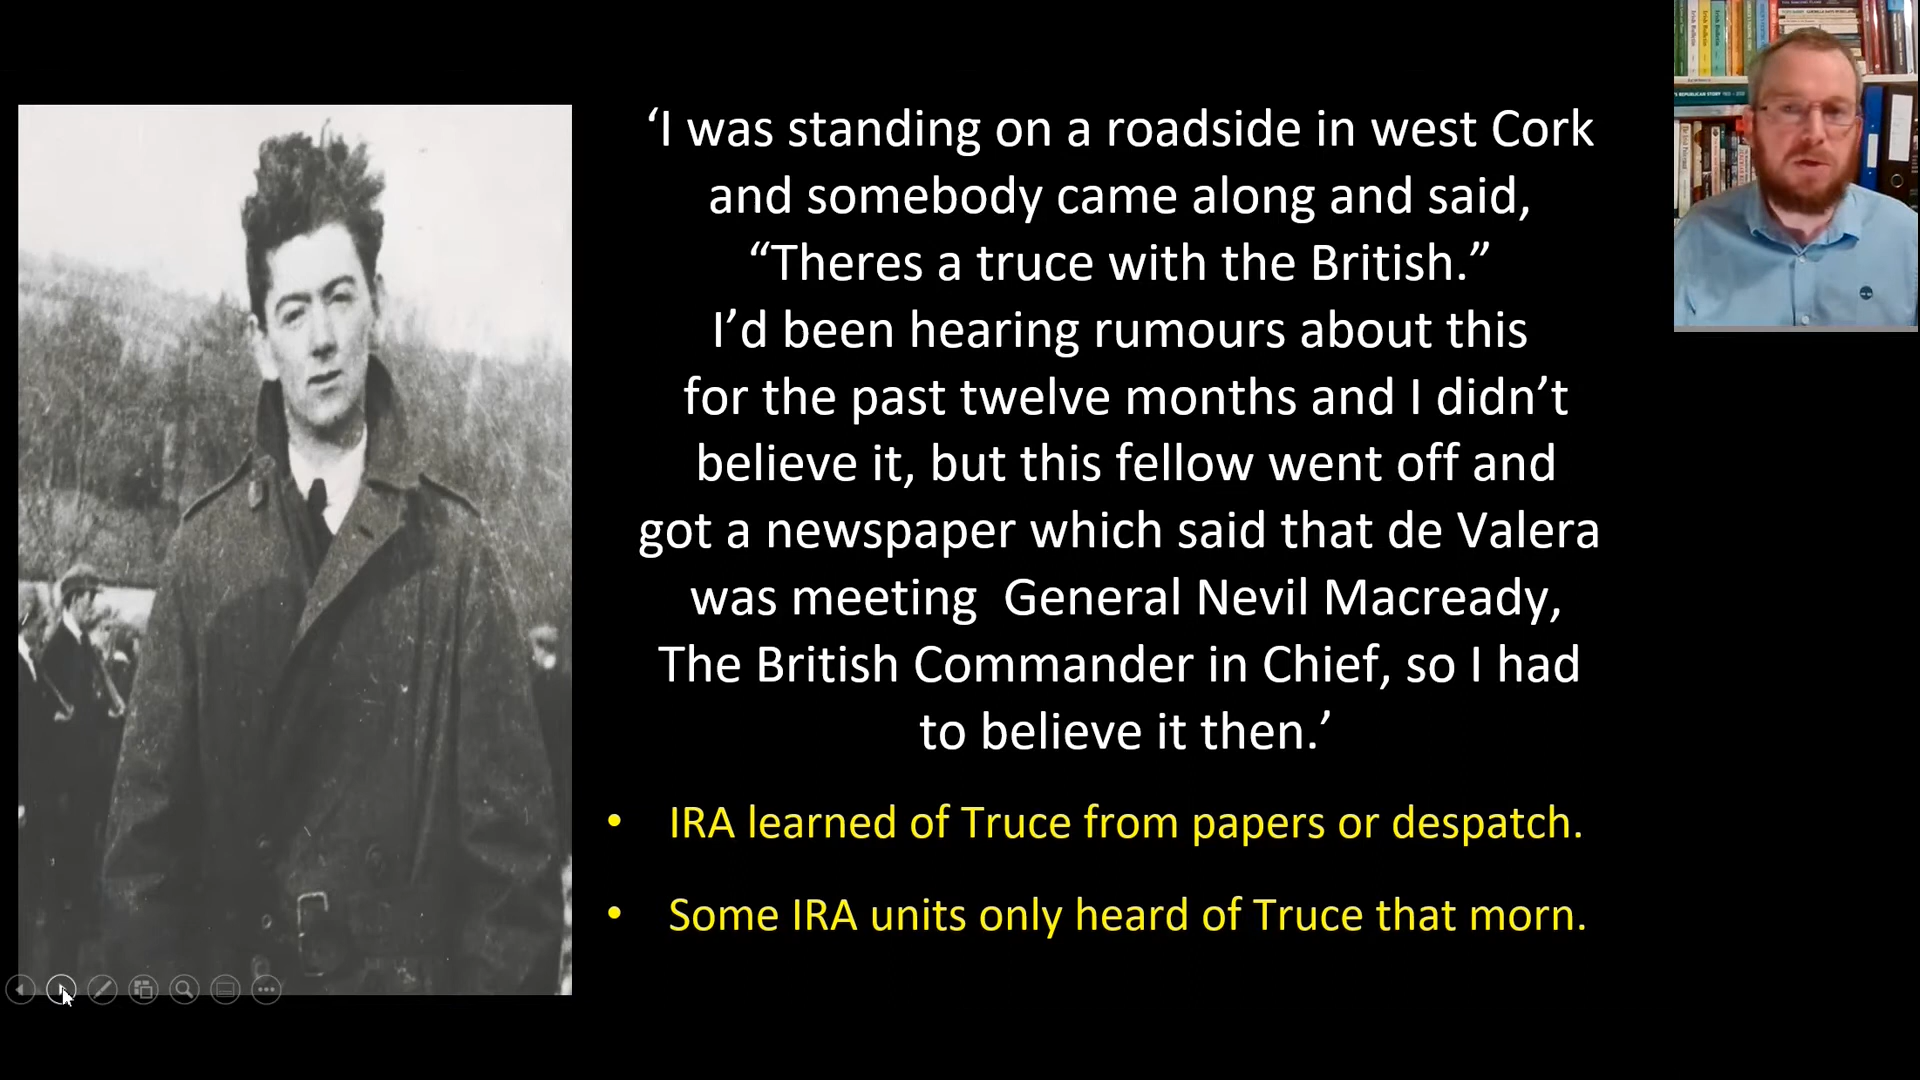 ‘I was standing on a roadside in west Cork
and somebody came along and said,
“Theres a truce with the British.”
I’d been hearing rumours about this
for the past twelve months and I didn’t
believe it, but this fellow went off and
got a newspaper which said that de Valera
was meeting  General Nevil Macready,
The British Commander in Chief, so I had
to believe it then.’
• IRA learned of Truce from papers or despatch.
• Some IRA units only heard of Truce that morn.